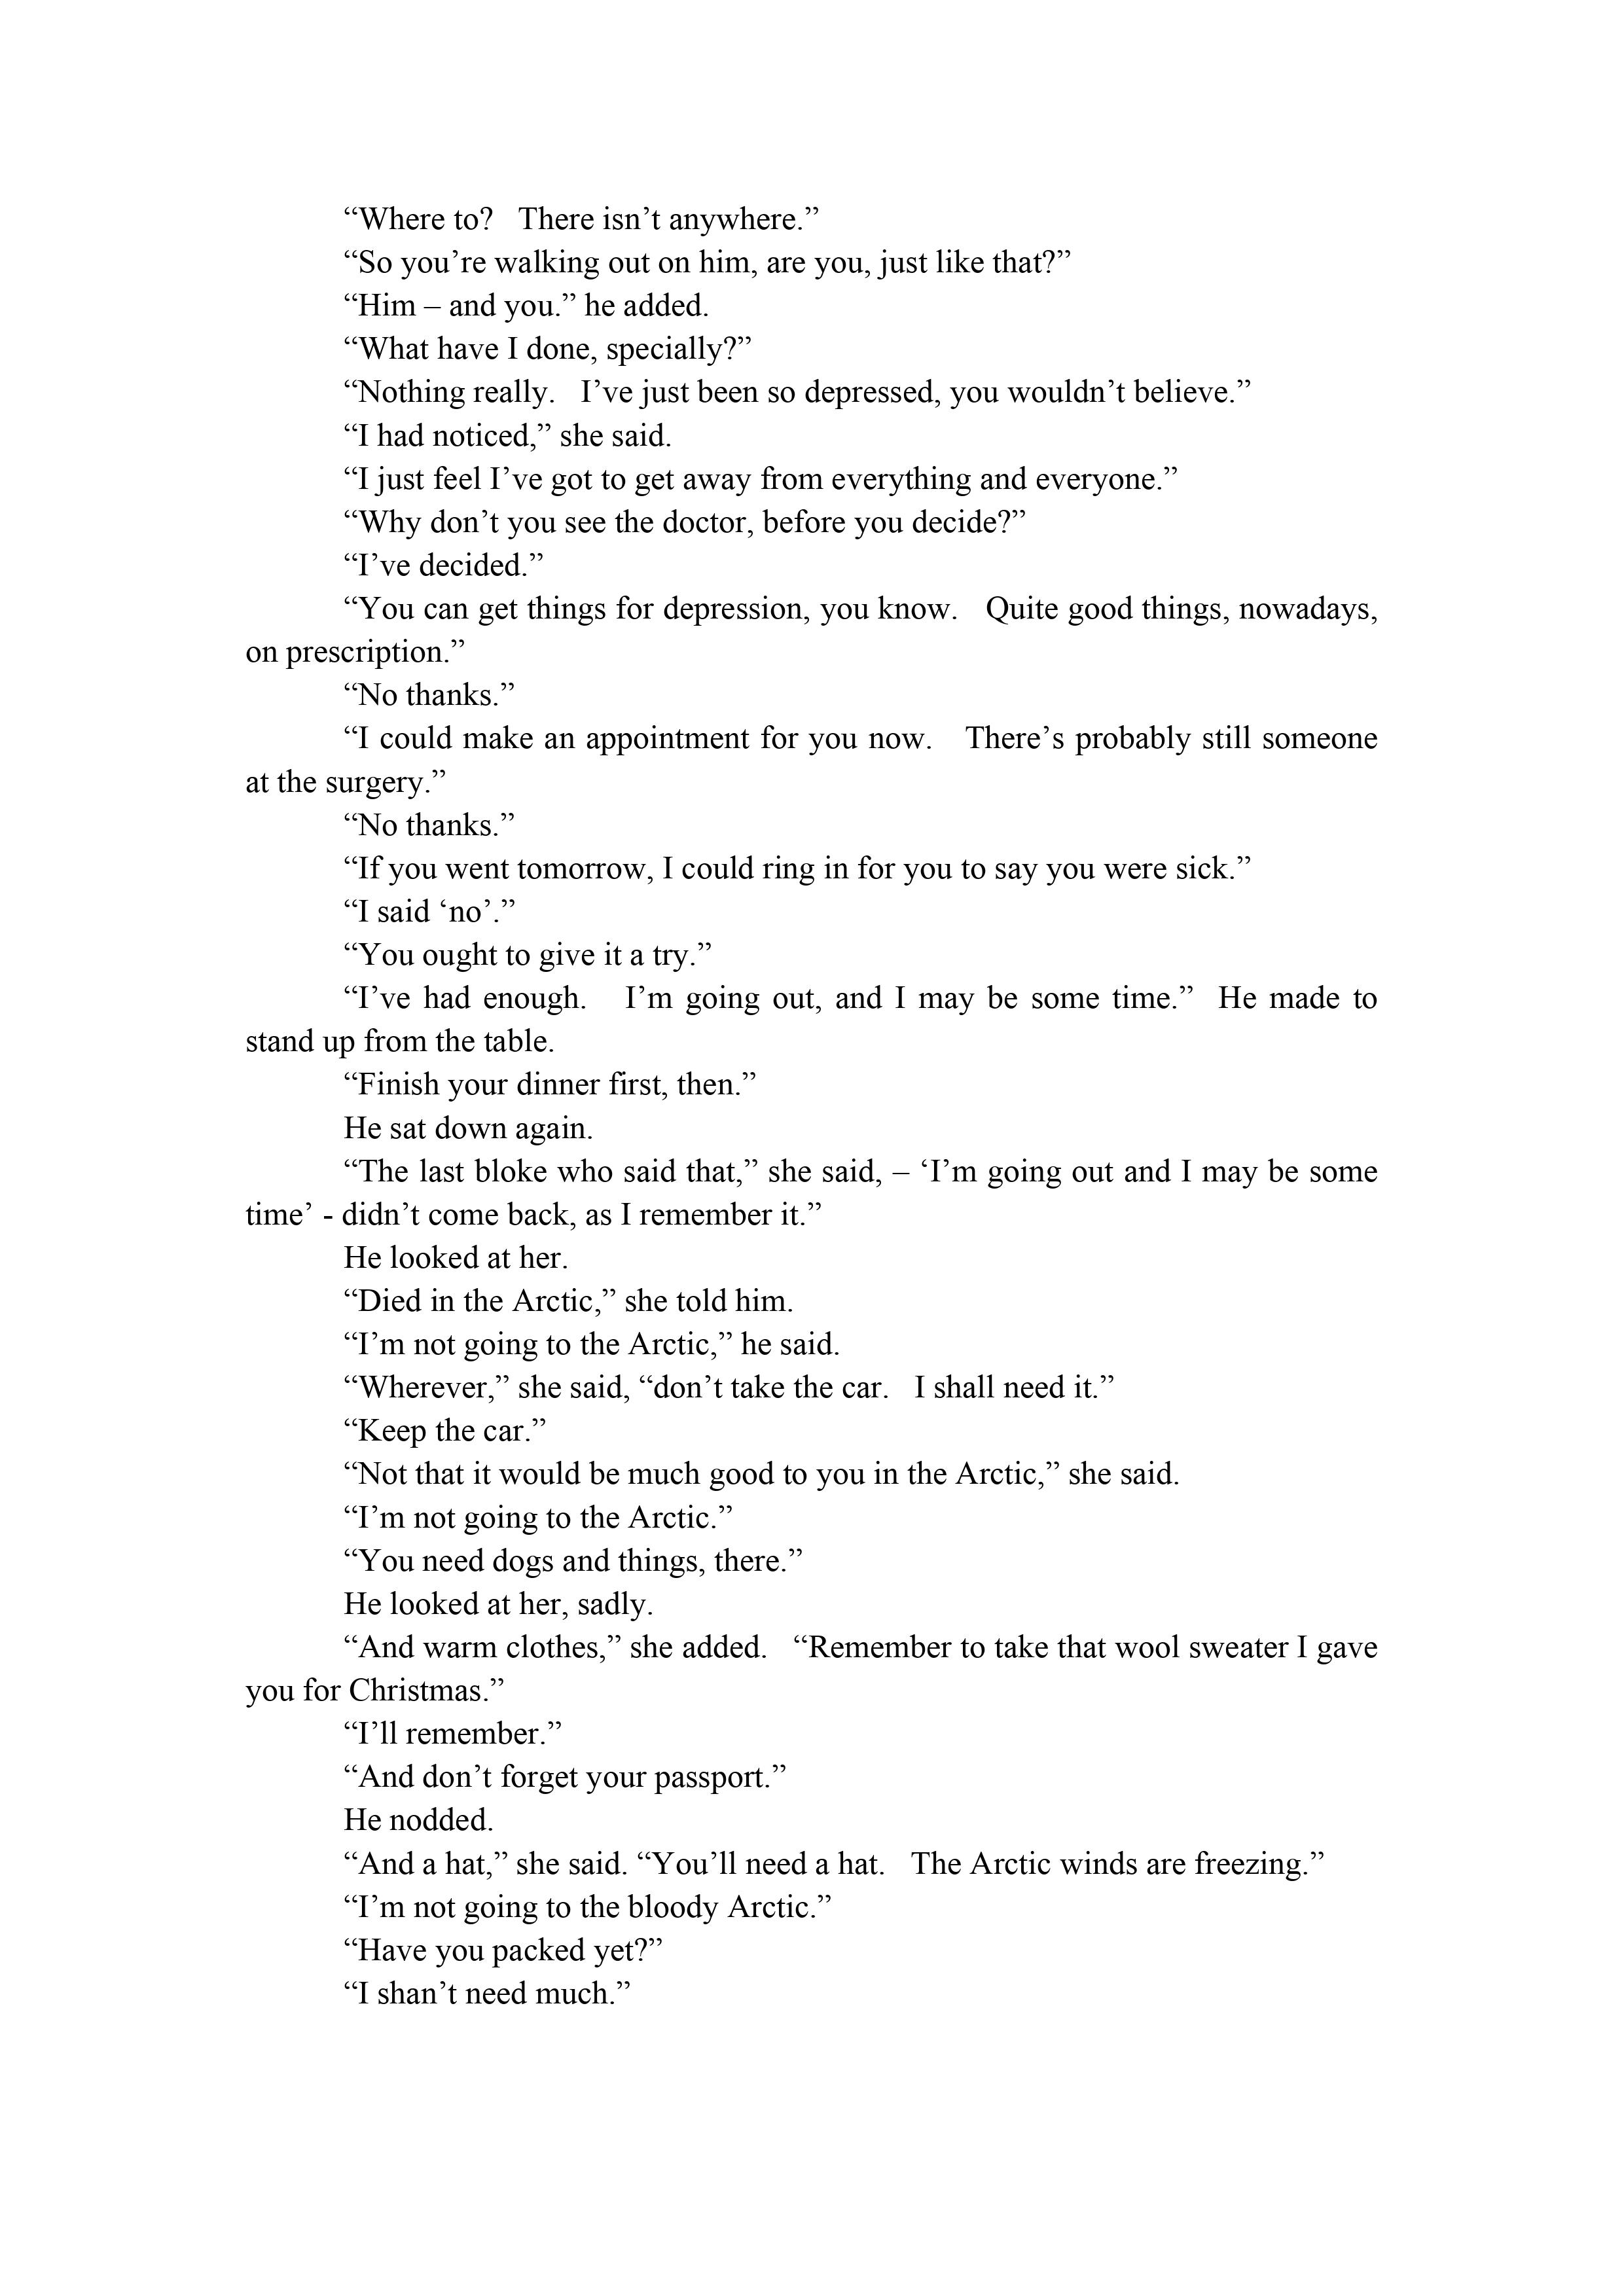 “Where to?   There isn’t anywhere.”
“So you’re walking out on him, are you, just like that?”
“Him – and you.” he added.
“What have I done, specially?”
“Nothing really.   I’ve just been so depressed, you wouldn’t believe.”
“I had noticed,” she said.
“I just feel I’ve got to get away from everything and everyone.”
“Why don’t you see the doctor, before you decide?”
“I’ve decided.”
“You can get things for depression, you know.   Quite good things, nowadays,
on prescription.”
“No thanks.”
“I could make an appointment for you now.   There’s probably still someone
at the surgery.”
“No thanks.”
“If you went tomorrow, I could ring in for you to say you were sick.”
“I said ‘no’.”
“You ought to give it a try.”
“I’ve had enough.   I’m going out, and I may be some time.”  He made to
stand up from the table.
“Finish your dinner first, then.”
He sat down again.
“The last bloke who said that,” she said, – ‘I’m going out and I may be some
time’ - didn’t come back, as I remember it.”
He looked at her.
“Died in the Arctic,” she told him.
“I’m not going to the Arctic,” he said.
“Wherever,” she said, “don’t take the car.   I shall need it.”
“Keep the car.”
“Not that it would be much good to you in the Arctic,” she said.
“I’m not going to the Arctic.”
“You need dogs and things, there.”
He looked at her, sadly.
“And warm clothes,” she added.   “Remember to take that wool sweater I gave
you for Christmas.”
“I’ll remember.”
“And don’t forget your passport.”
He nodded.
“And a hat,” she said. “You’ll need a hat.   The Arctic winds are freezing.”
“I’m not going to the bloody Arctic.”
“Have you packed yet?”
“I shan’t need much.”